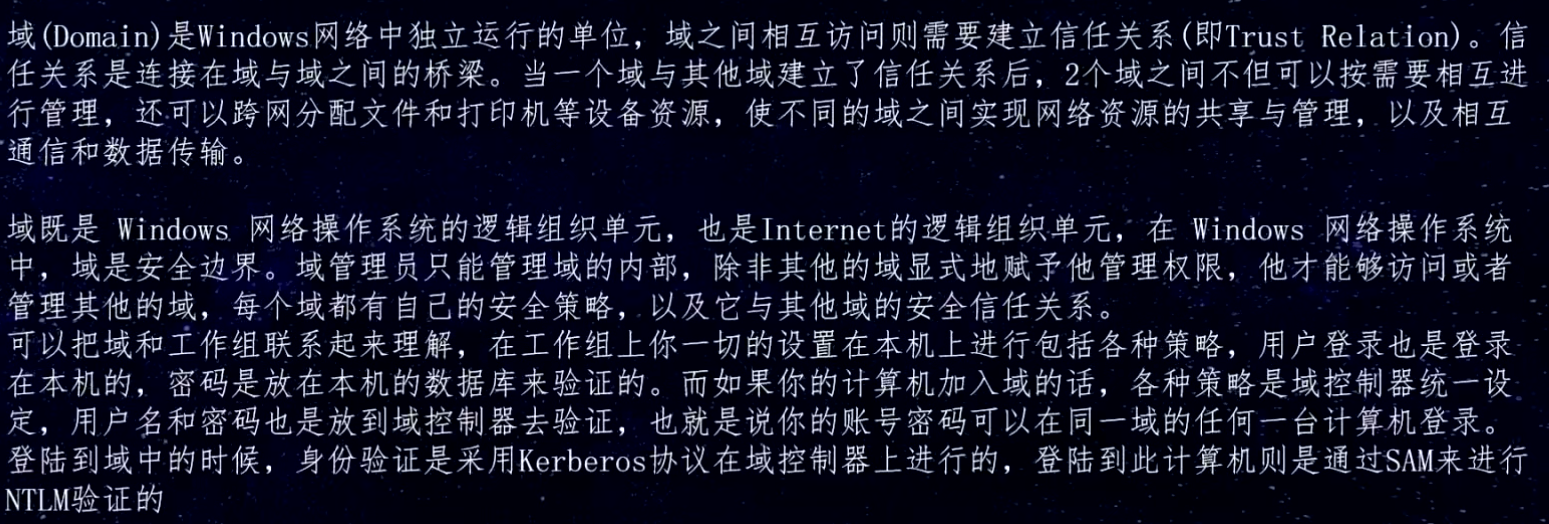 域(Domain)是Windows网络中独立运行的单位，域之间相互访问则需要建立信任关系(即Trust Relation)。信
任关系是连接在域与域之间的桥梁。当一个域与其他域建立了信任关系后，2个域之间不但可以按需要相互进
行管理，还可以跨网分配文件和打印机等设备资源，使不同的域之间实现网络资源的共享与管理，以及相互
通信和数据传输。
域既是 Windows 网络操作系统的逻辑组织单元，也是Internet的逻辑组织单元，在 Windows 网络操作系统
中，域是安全边界。域管理员只能管理域的内部，除非其他的域显式地赋予他管理权限，他才能够访问或者
管理其他的域，每个域都有自己的安全策略，以及它与其他域的安全信任关系。
可以把域和工作组联系起来理解，在工作组上你一切的设置在本机上进行包括各种策略，用户登录也是登录
在本机的，密码是放在本机的数据库来验证的。而如果你的计算机加入域的话，各种策略是域控制器统一设
定，用户名和密码也是放到域控制器去验证，也就是说你的账号密码可以在同一域的任何一台计算机登录。
登陆到域中的时候，身份验证是采用Kerberos协议在域控制器上进行的，登陆到此计算机则是通过SAM来进行
NTLM验证的